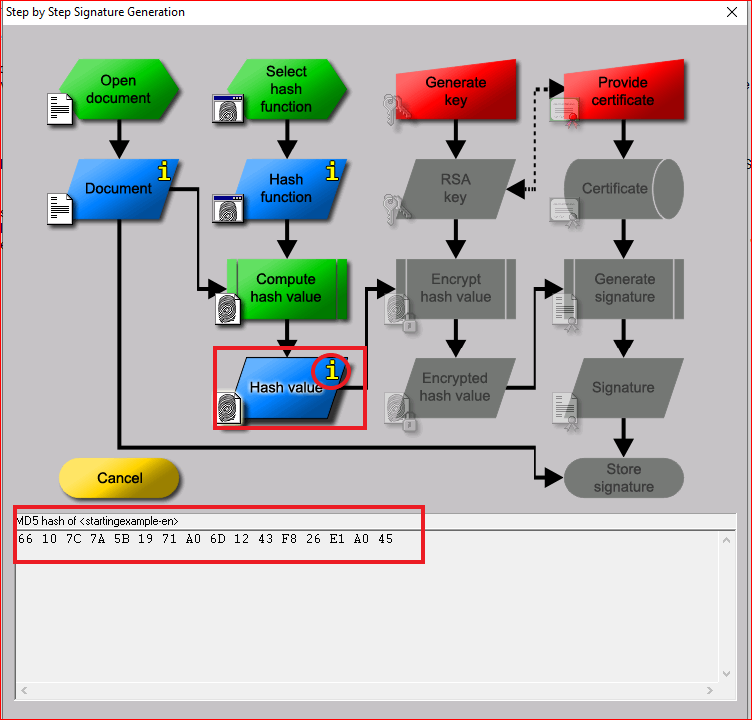 Step by Step Signature Generation
Open
document
Select
hash
function
Generate
key
Provide
certificate
Document
i
Hash
function
i
RSA
key
Certificate
Compute
hash value
Encrypt
hash value
Generate
signature
Hash value
i
Encrypted
hash value
Signature
Cancel
Store
signature
MD5 hash of <startingexample-en>
66 10 7C 7A 5B 19 71 A0 6D 12 43 F8 26 E1 A0 45